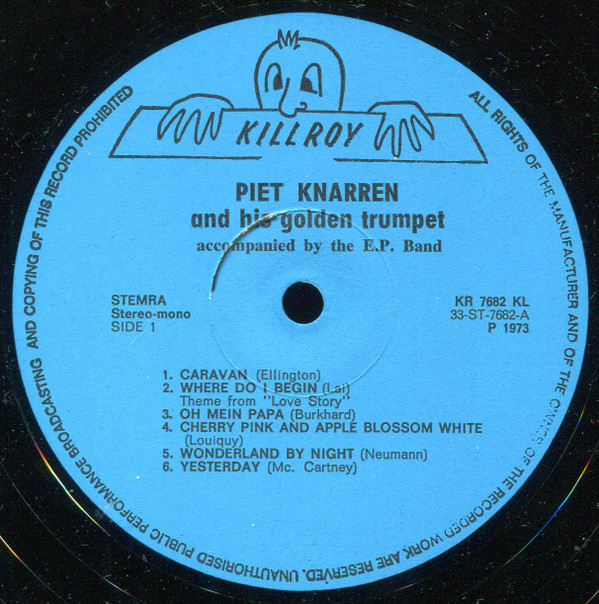 KILLROY
PIET KNARREN
and his golden trumpet
accompanied by the E.P. Band
STEMRA
Stereo-mono
SIDE 1
KR 7682 KL
33-ST-7682-A
P 1973
1. CARAVAN (Ellington)
2. WHERE DO I BEGIN (Lai)
Theme from "Love Story"
3. OH MEIN PAPA (Burkhard)
4. CHERRY PINK AND APPLE BLOSSOM WHITE
(Louiquy)
5. WONDERLAND BY NIGHT (Neumann)
6. YESTERDAY (Mc. Cartney)
ALL RIGHTS OF THE MANUFACTURER AND OF THE OWNER OF THE RECORDED WORK ARE RESERVED. UNAUTHORISED PUBLIC PERFORMANCE BROADCASTING AND COPYING OF THIS RECORD PROHIBITED